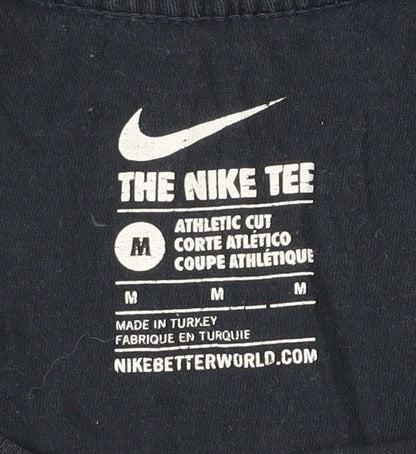 THE NIKE TEE
M
ATHLETIC CUT
CORTE ATLÉTICO
COUPE ATHLÉTIQUE
M M M
MADE IN TURKEY
FABRIQUE EN TURQUIE
NIKEBETTERWORLD.COM